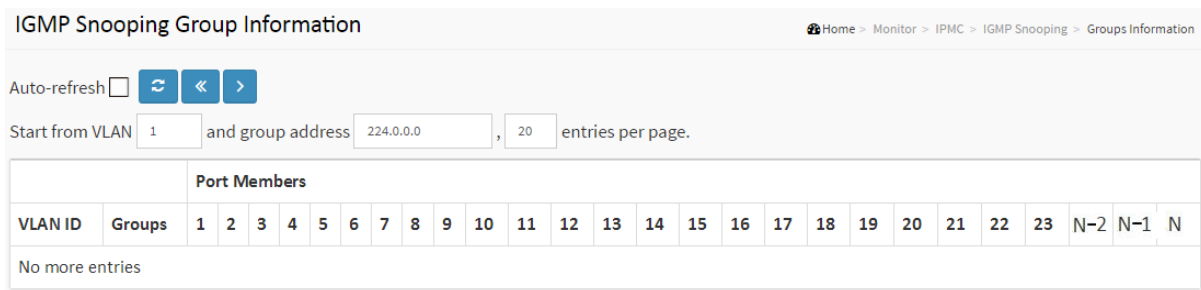 IGMP Snooping Group Information
Home > Monitor > IPMC > IGMP Snooping > Groups Information
Auto-refresh
Start from VLAN 1 and group address 224.0.0.0 , 20 entries per page.
Port Members
VLAN ID Groups 1 2 3 4 5 6 7 8 9 10 11 12 13 14 15 16 17 18 19 20 21 22 23 N-2 N-1 N
No more entries